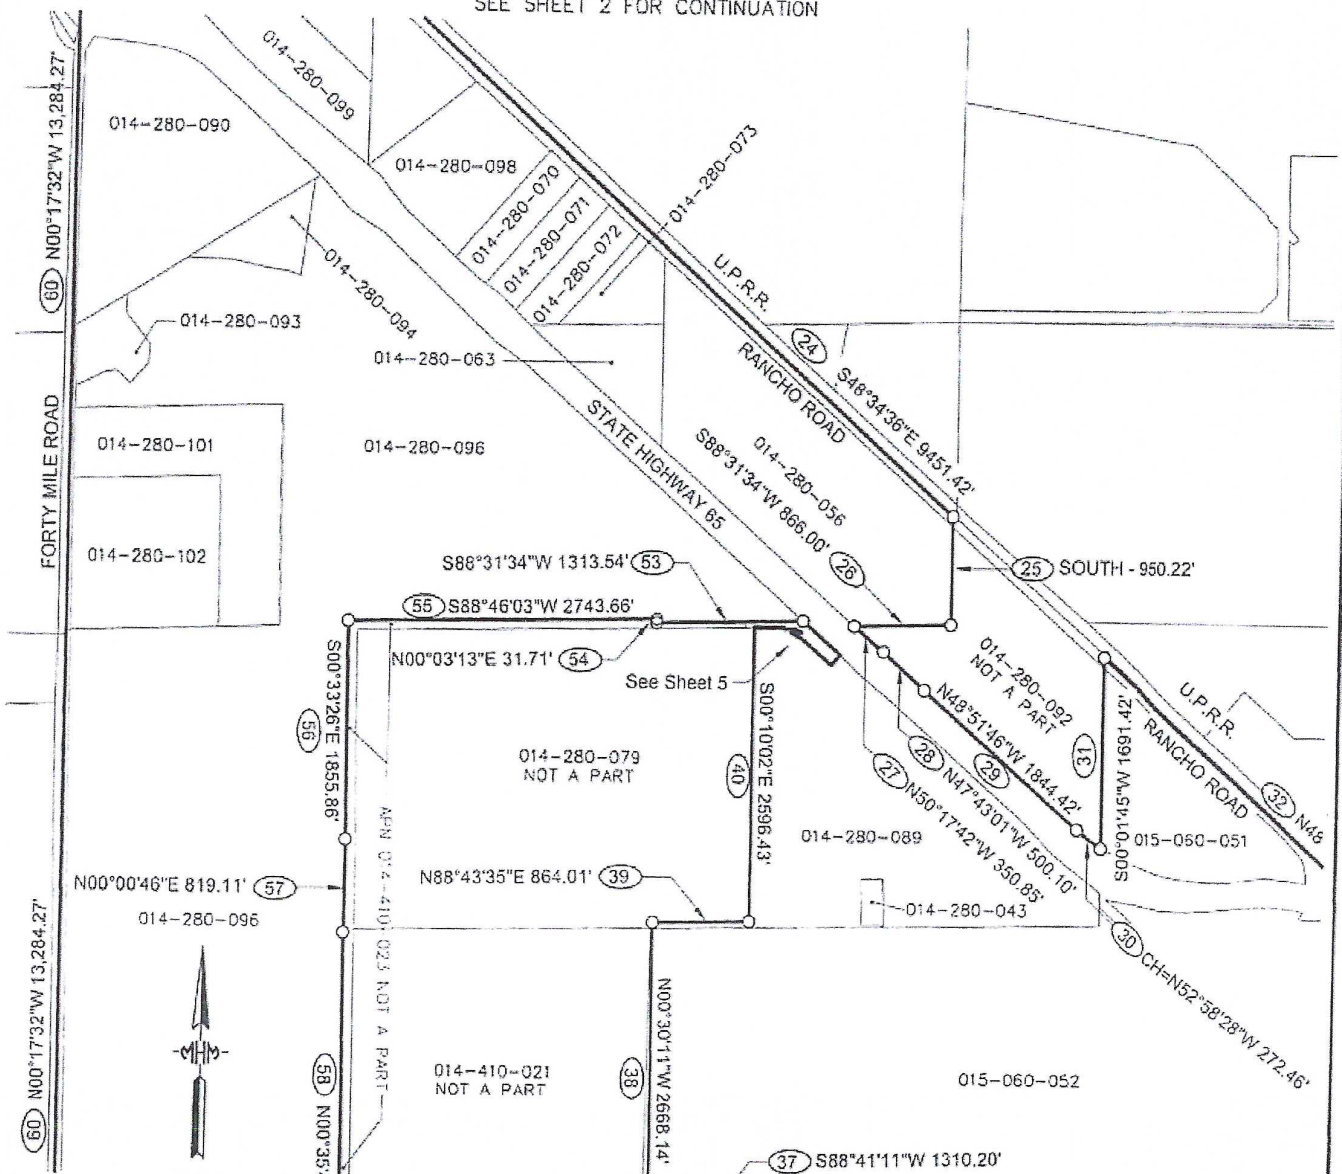 SEE SHEET 2 FOR CONTINUATION
60 N00°17'32"W 13,284.27'
014-280-090
014-280-099
014-280-098
014-280-070
014-280-071
014-280-072
014-280-073
014-280-094
014-280-093
014-280-063
U.P.R.R.
RANCHO ROAD
24 S48°34'36"E 9451.42'
FORTY MILE ROAD
014-280-101
014-280-096
014-280-102
STATE HIGHWAY 65
014-280-056
S88°31'34"W 866.00' 26
25 SOUTH - 950.22'
S88°31'34"W 1313.54' 53
55 S88°46'03"W 2743.66'
N00°03'13"E 31.71' 54
See Sheet 5
014-280-092
NOT A PART
S00°33'26"E 1855.86'
56
014-280-079
NOT A PART
S00°10'02"E 2596.43'
40
27 N50°17'42"W 350.85'
28 N47°43'01"W 500.10'
N48°51'46"W 1844.42'
29
31
S00°01'45"W 1691.42'
U.P.R.R.
RANCHO ROAD
32 N48
014-280-089
015-060-051
N00°00'46"E 819.11' 57
014-280-096
N88°43'35"E 864.01' 39
014-280-043
30 CH=N52°58'28"W 272.46'
60 N00°17'32"W 13,284.27'
APN 014-410-023 NOT A PART
58 N00°35'
014-410-021
NOT A PART
38
N00°30'11"W 2668.14'
015-060-052
37 S88°41'11"W 1310.20'